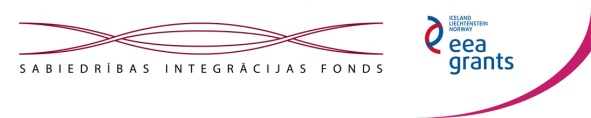 SABIEDRĪBAS INTEGRĀCIJAS FONDS
ICELAND
LIECHTENSTEIN
NORWAY
eea
grants